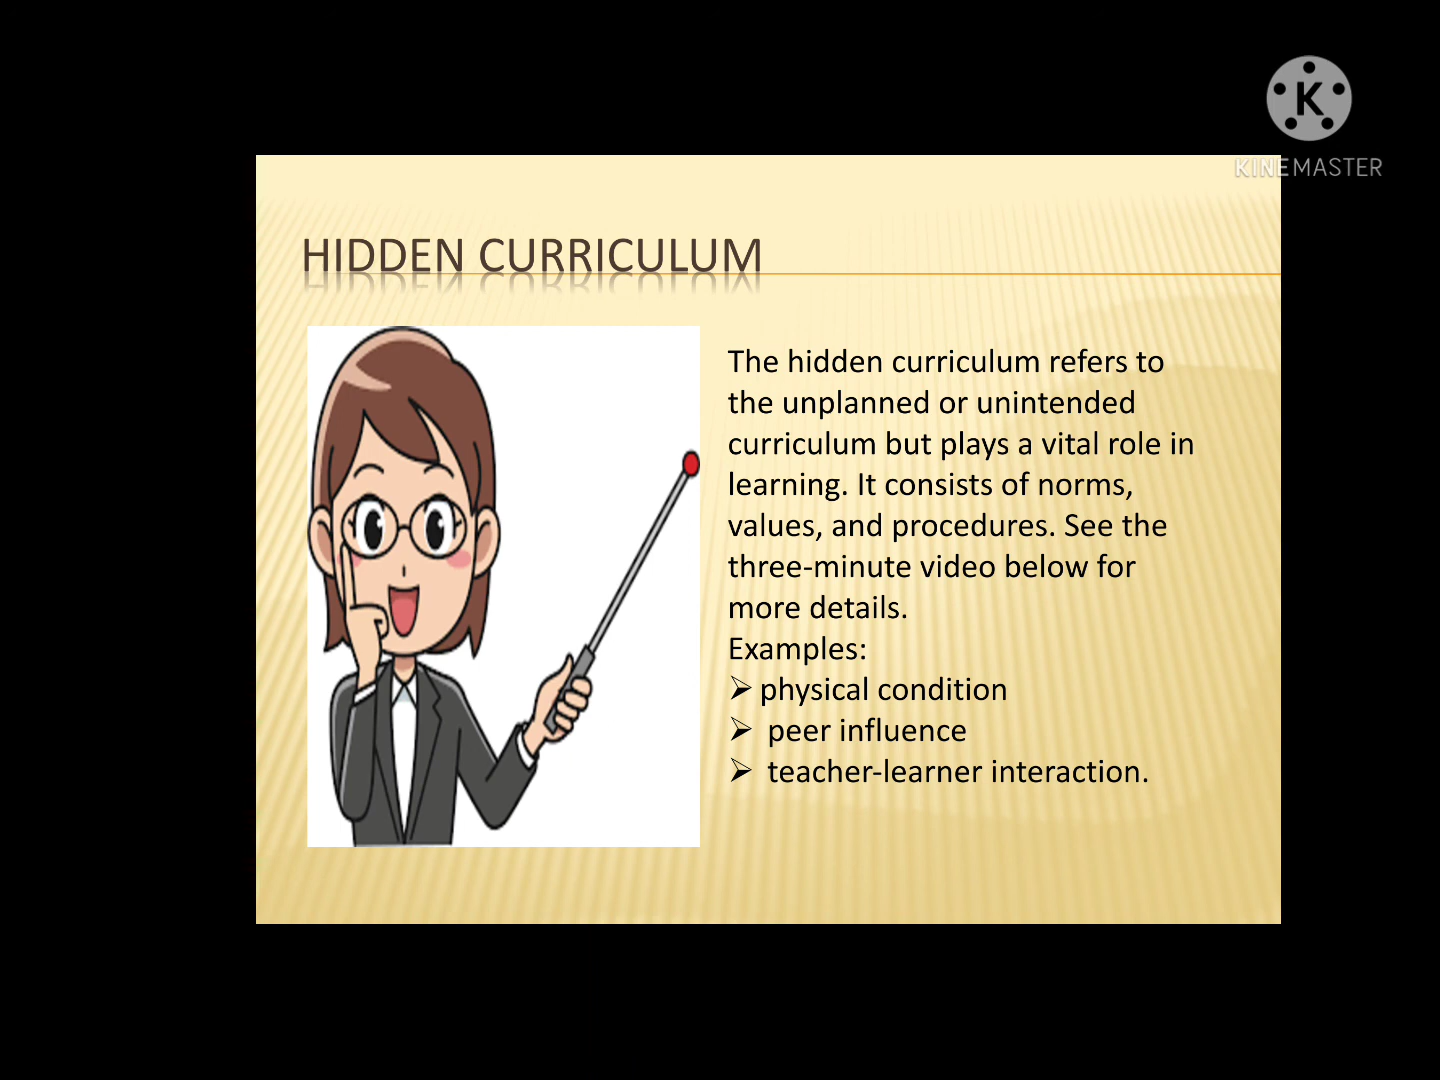 K
KINEMASTER
HIDDEN CURRICULUM
The hidden curriculum refers to
the unplanned or unintended
curriculum but plays a vital role in
learning. It consists of norms,
values, and procedures. See the
three-minute video below for
more details.
Examples:
➢ physical condition
➢ peer influence
➢ teacher-learner interaction.